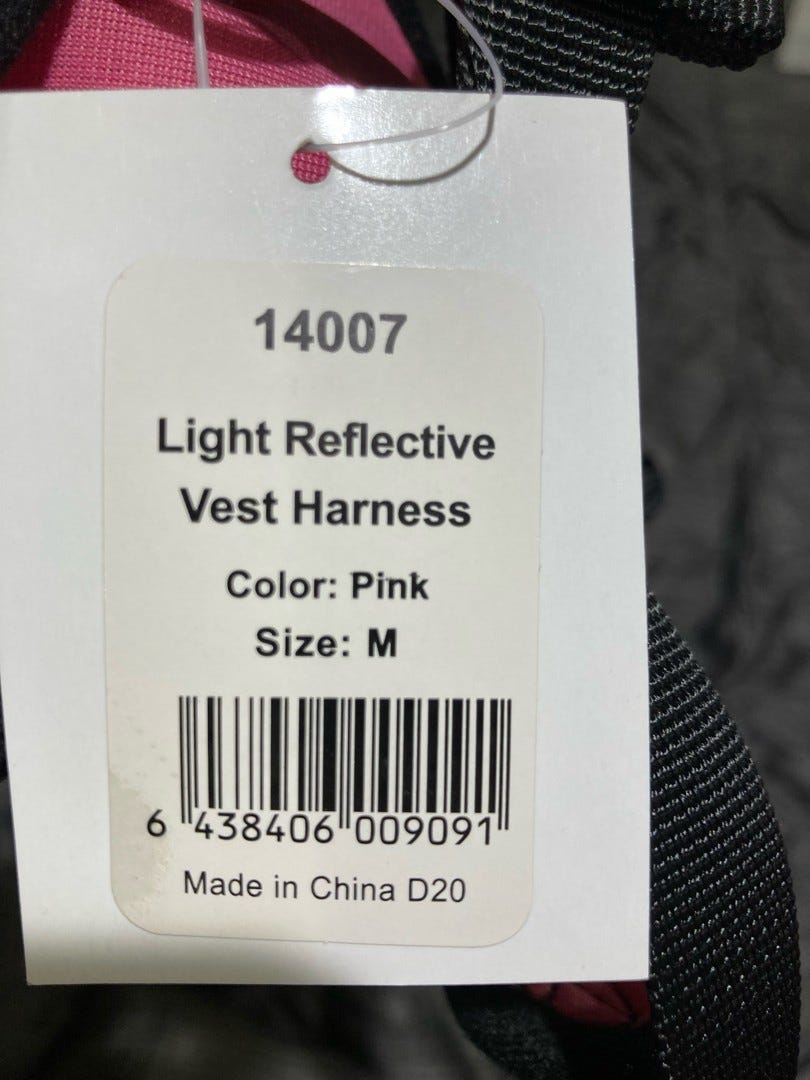 14007
Light Reflective
Vest Harness
Color: Pink
Size: M
6 438406 009091
Made in China D20